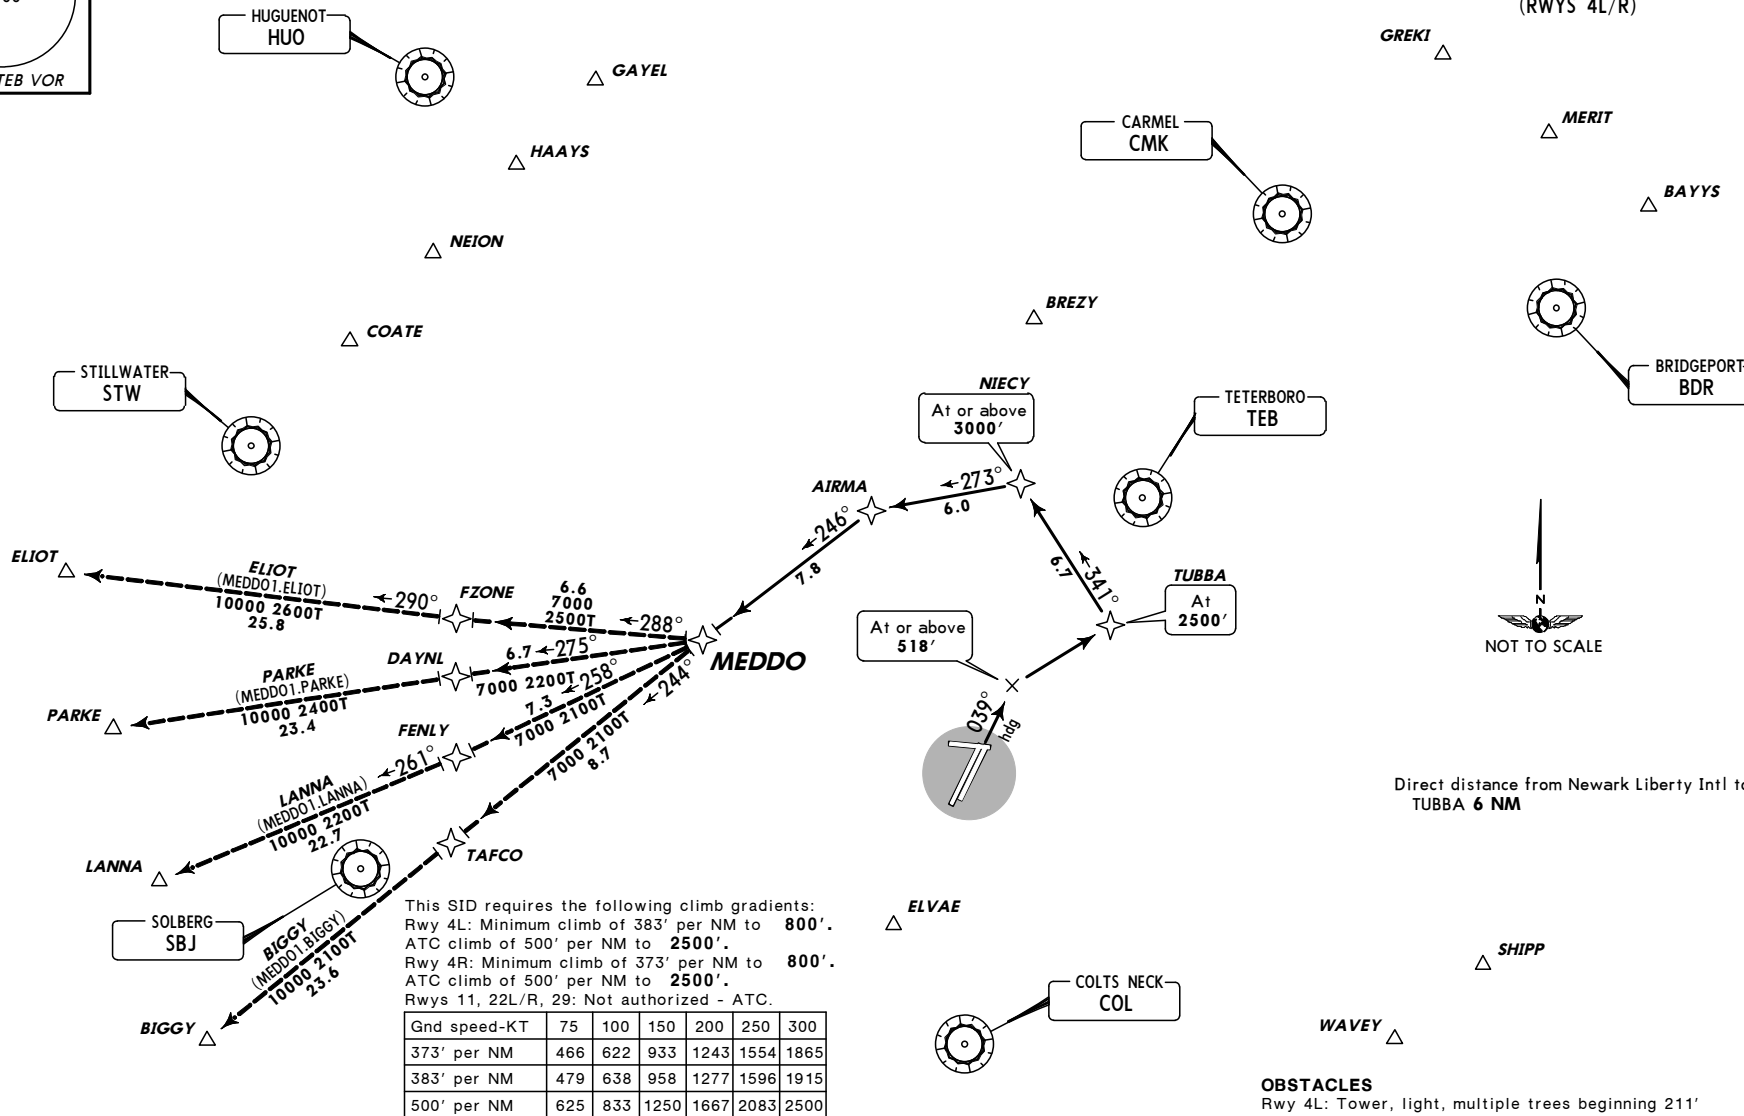 (RWYS 4L/R)
TEB VOR
HUGUENOT
HUO
GAYEL
HAAYS
NEION
COATE
GREKI
MERIT
BAYYS
CARMEL
CMK
BREZY
BRIDGEPORT
BDR
STILLWATER
STW
NIECY
At or above
3000'
TETERBORO
TEB
AIRMA
273°
6.0
246°
7.8
341°
6.7
TUBBA
At
2500'
At or above
518'
039°
hdg
MEDDO
ELIOT
ELIOT
(MEDDO1.ELIOT)
10000 2600T
25.8
290°
FZONE
6.6
7000
2500T
288°
DAYNL
6.7
275°
7000 2200T
PARKE
PARKE
(MEDDO1.PARKE)
10000 2400T
23.4
258°
7.3
7000 2100T
FENLY
261°
LANNA
LANNA
(MEDDO1.LANNA)
10000 2200T
22.7
244°
7000 2100T
8.7
TAFCO
BIGGY
BIGGY
(MEDDO1.BIGGY)
10000 2100T
23.6
SOLBERG
SBJ
N
NOT TO SCALE
Direct distance from Newark Liberty Intl to
TUBBA 6 NM
This SID requires the following climb gradients:
Rwy 4L: Minimum climb of 383' per NM to 800'.
ATC climb of 500' per NM to 2500'.
Rwy 4R: Minimum climb of 373' per NM to 800'.
ATC climb of 500' per NM to 2500'.
Rwys 11, 22L/R, 29: Not authorized - ATC.
Gnd speed-KT 75 100 150 200 250 300
373' per NM 466 622 933 1243 1554 1865
383' per NM 479 638 958 1277 1596 1915
500' per NM 625 833 1250 1667 2083 2500
ELVAE
COLTS NECK
COL
SHIPP
WAVEY
OBSTACLES
Rwy 4L: Tower, light, multiple trees beginning 211'